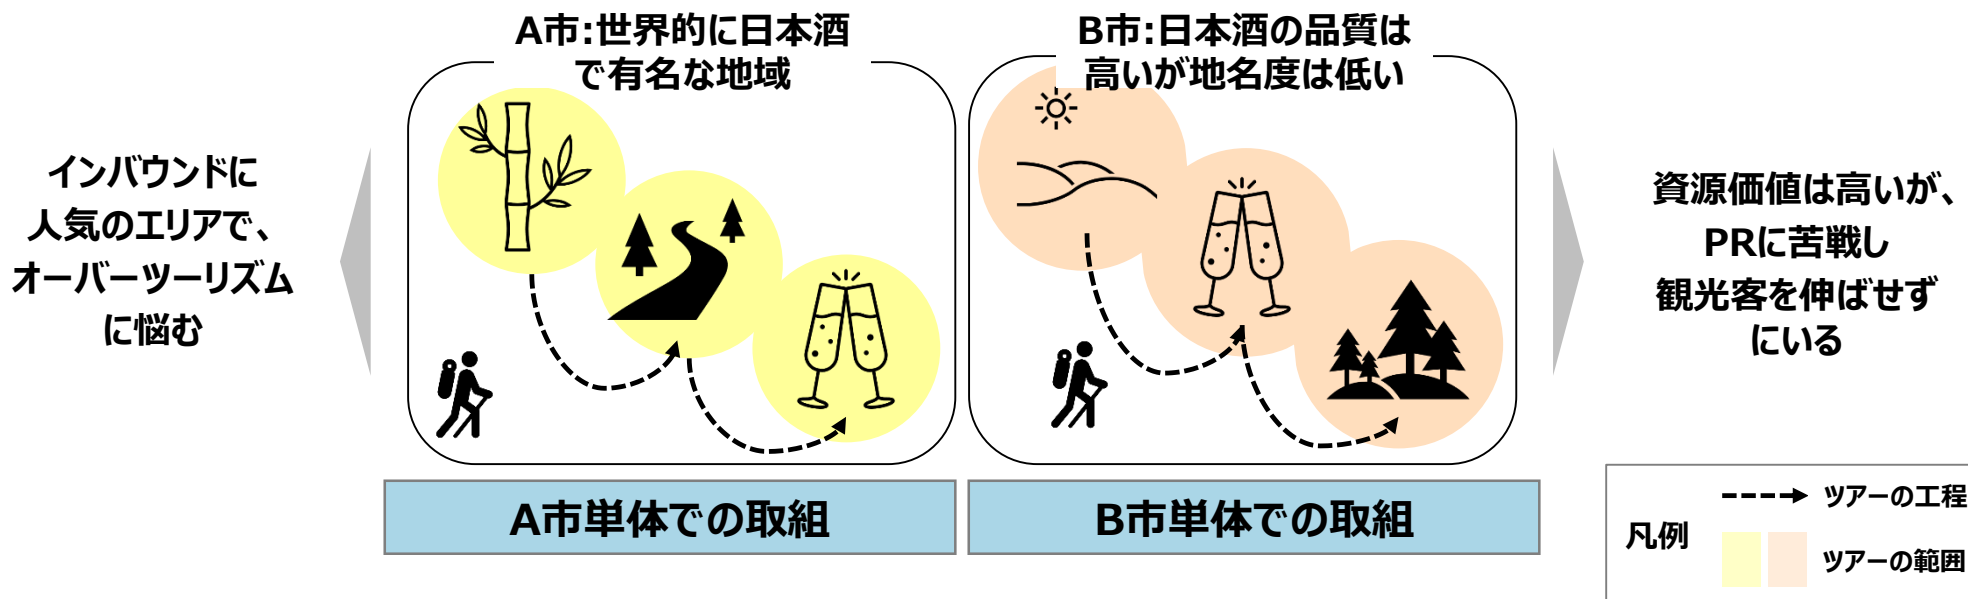 A市:世界的に日本酒
で有名な地域
B市:日本酒の品質は
高いが地名度は低い
インバウンドに
人気のエリアで、
オーバーツーリズム
に悩む
資源価値は高いが、
PRに苦戦し
観光客を伸ばせず
にいる
A市単体での取組
B市単体での取組
凡例
ツアーの工程
ツアーの範囲